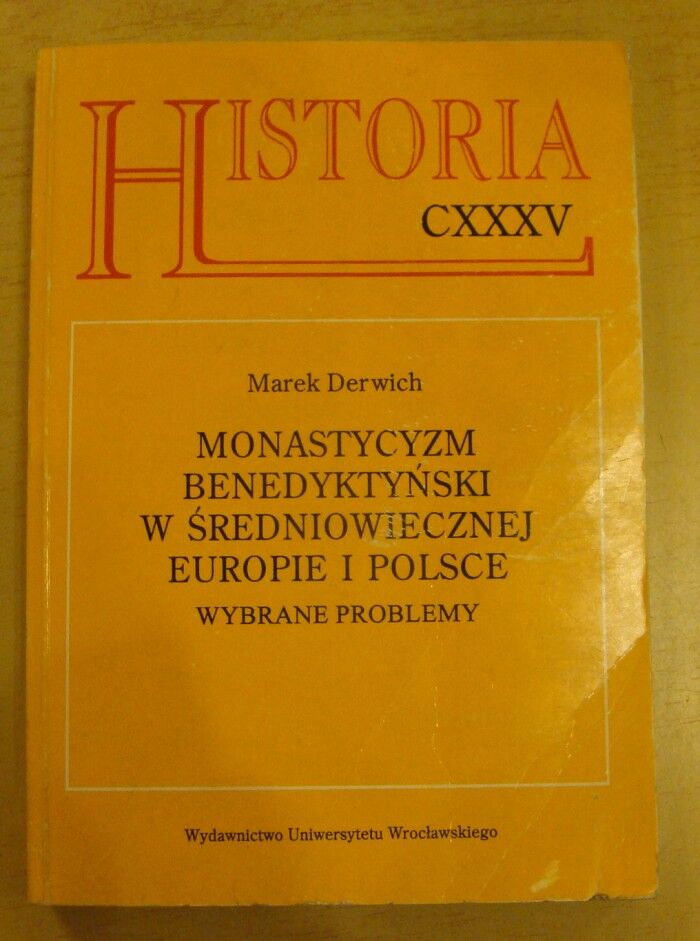 HISTORIA
CXXXV
Marek Derwich
MONASTYCYZM
BENEDYKTYŃSKI
W ŚREDNIOWIECZNEJ
EUROPIE I POLSCE
WYBRANE PROBLEMY
Wydawnictwo Uniwersytetu Wrocławskiego